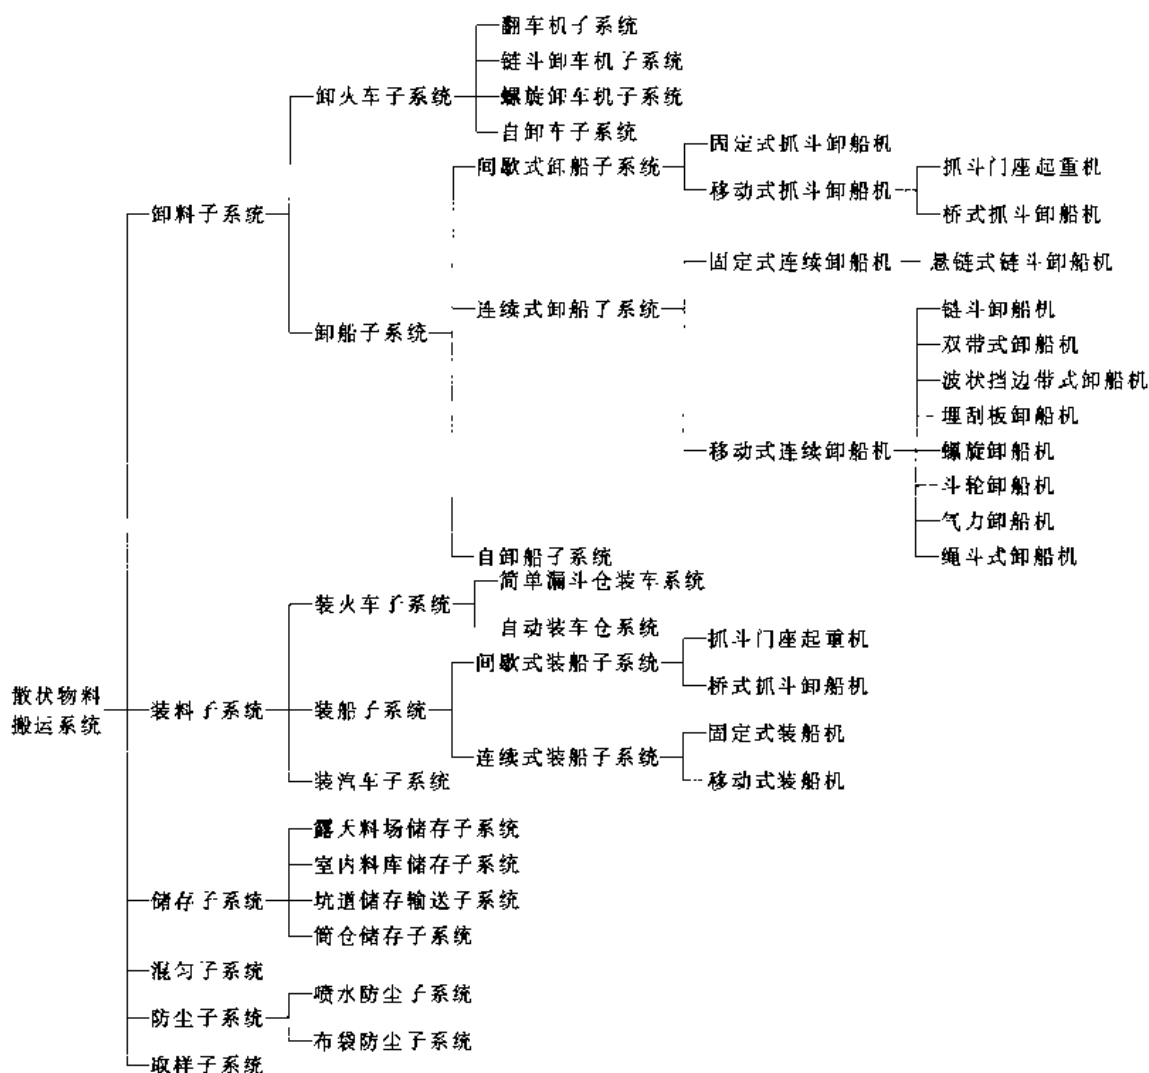 翻车机子系统
链斗卸车机子系统
卸火车子系统
螺旋卸车机子系统
自卸车子系统
固定式抓斗卸船机
间歇式卸船子系统
抓斗门座起重机
移动式抓斗卸船机
卸料子系统
桥式抓斗卸船机
固定式连续卸船机
悬链式链斗卸船机
连续式卸船子系统
链斗卸船机
卸船子系统
双带式卸船机
波状挡边带式卸船机
埋刮板卸船机
移动式连续卸船机
螺旋卸船机
斗轮卸船机
气力卸船机
自卸船子系统
绳斗式卸船机
简单漏斗仓装车系统
装火车子系统
自动装车仓系统
抓斗门座起重机
间歇式装船子系统
桥式抓斗卸船机
散状物料
搬运系统
装料子系统
装船子系统
固定式装船机
连续式装船子系统
移动式装船机
装汽车子系统
露天料场储存子系统
室内料库储存子系统
储存子系统
坑道储存输送子系统
筒仓储存子系统
混匀子系统
喷水防尘子系统
防尘子系统
布袋防尘子系统
取样子系统